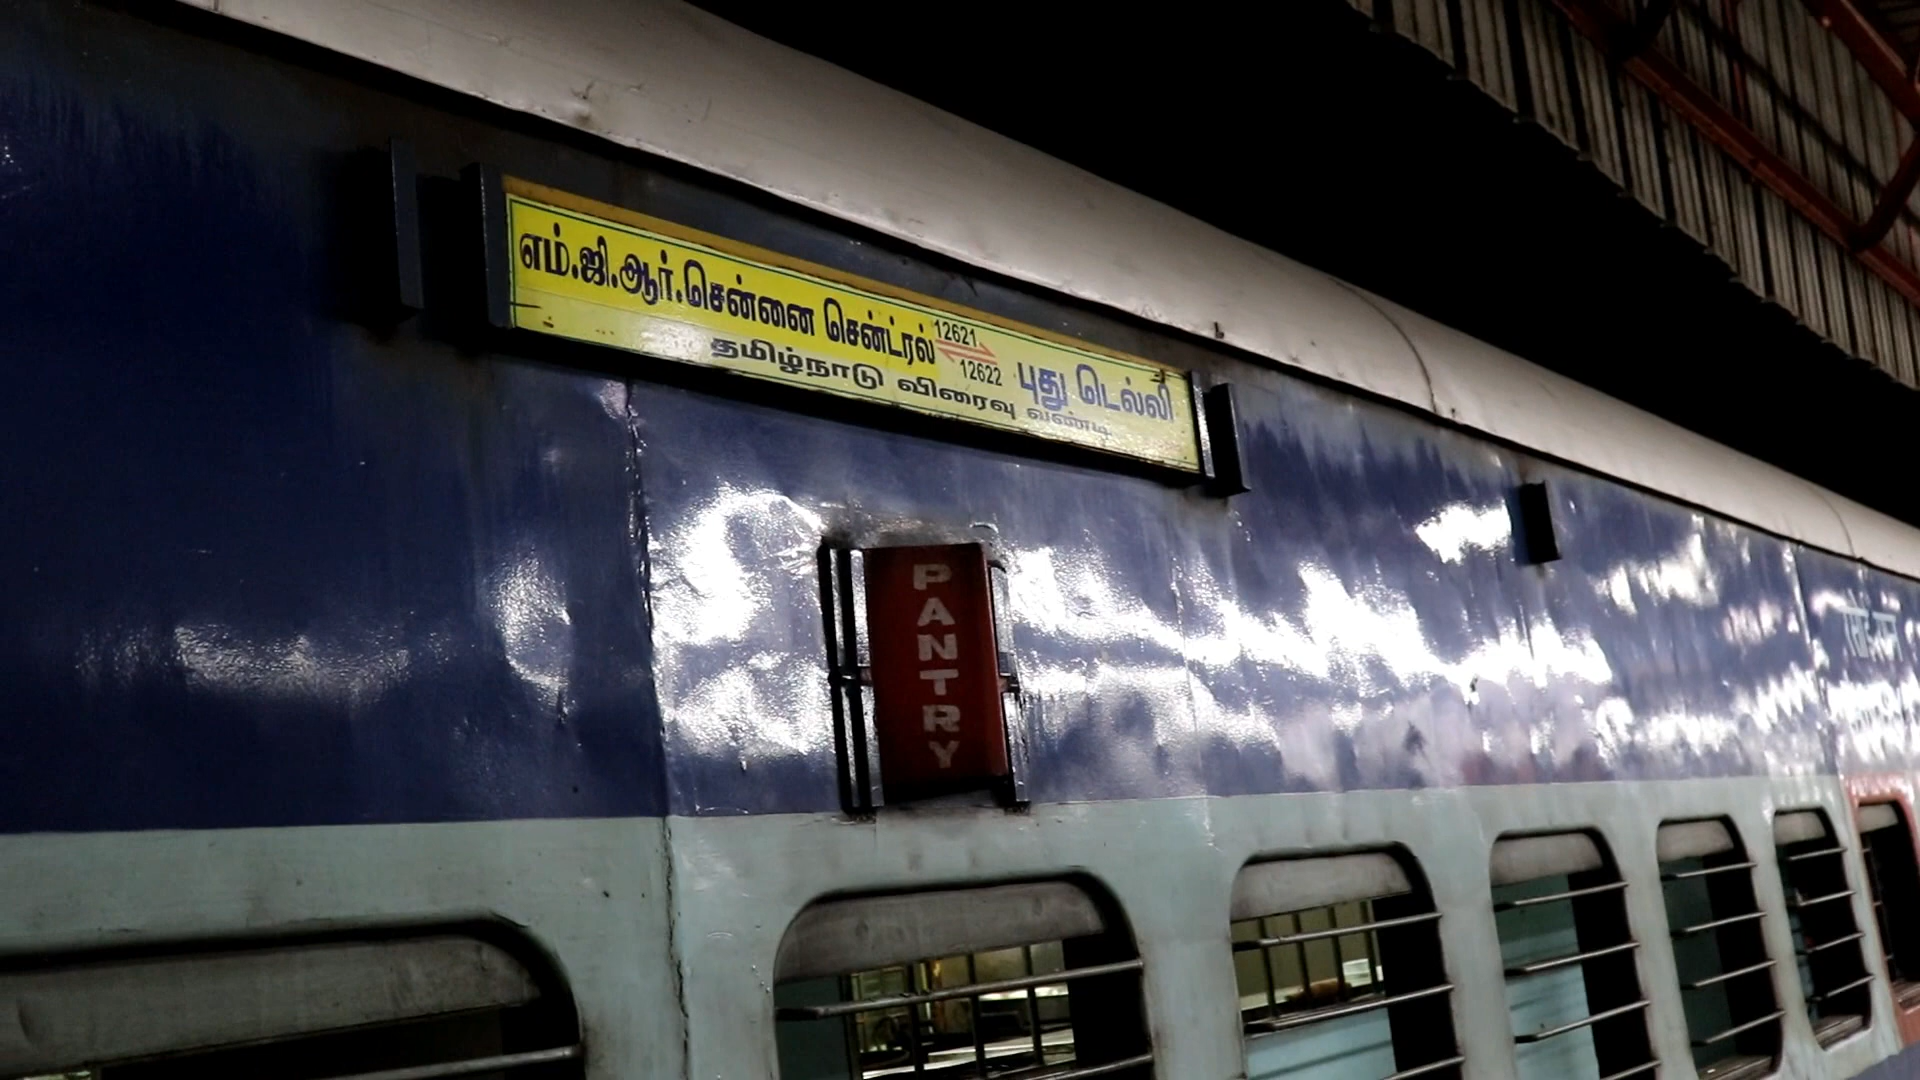 எம்.ஜி.ஆர்.சென்னை சென்ட்ரல் 12621 12622 புது டெல்லி
தமிழ்நாடு விரைவு வண்டி
PANTRY